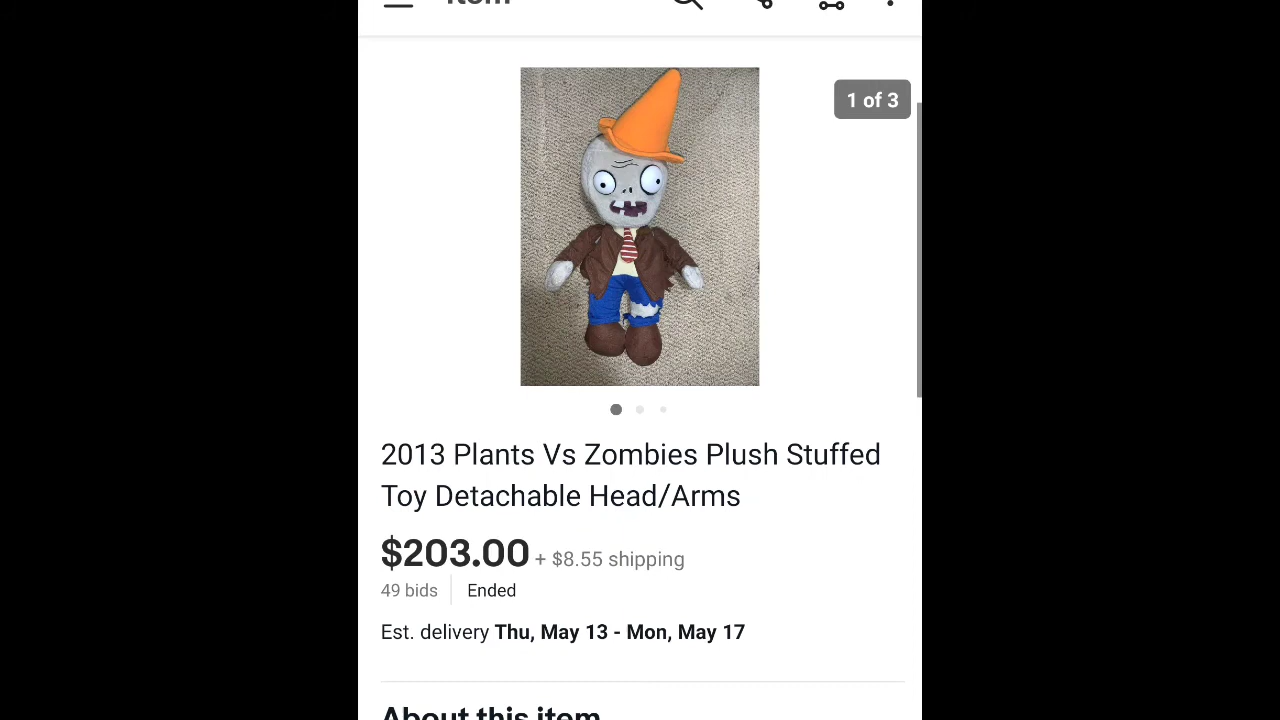 Item
1 of 3
2013 Plants Vs Zombies Plush Stuffed
Toy Detachable Head/Arms
$203.00 + $8.55 shipping
49 bids Ended
Est. delivery Thu, May 13 - Mon, May 17
About this item